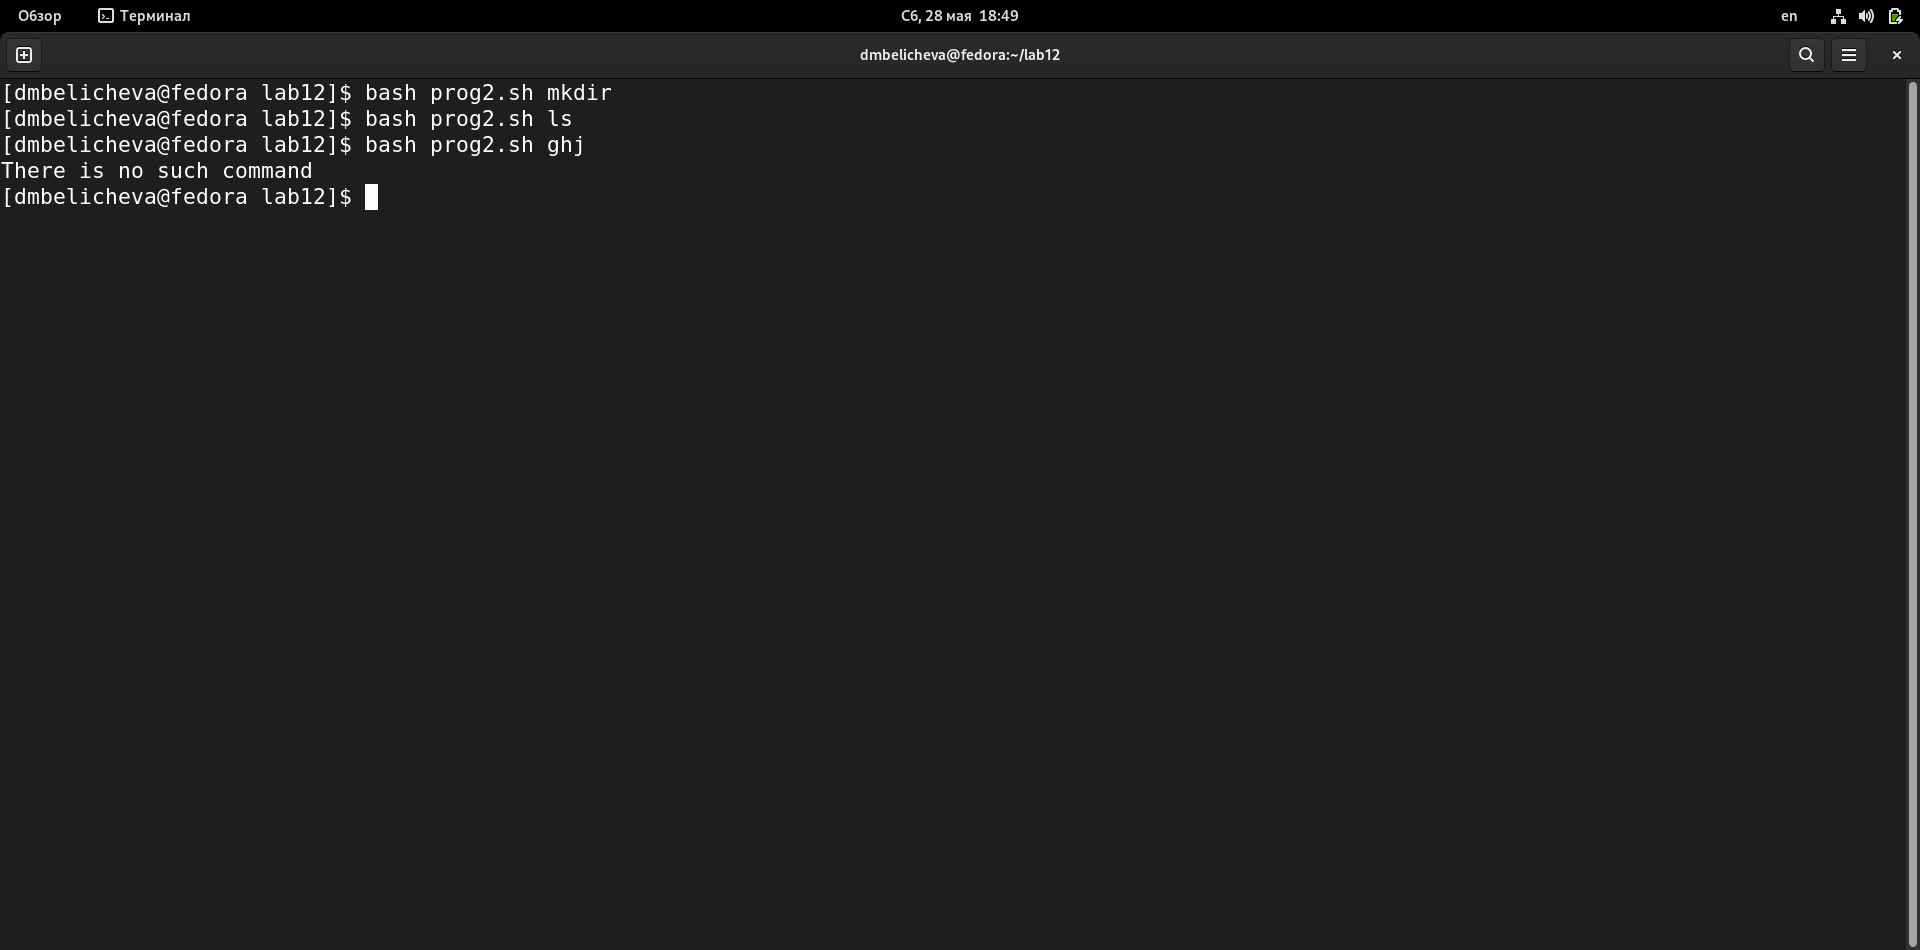 Обзор Терминал Сб, 28 мая 18:49 en
dmbelicheva@fedora:~/lab12
[dmbelicheva@fedora lab12]$ bash prog2.sh mkdir
[dmbelicheva@fedora lab12]$ bash prog2.sh ls
[dmbelicheva@fedora lab12]$ bash prog2.sh ghj
There is no such command
[dmbelicheva@fedora lab12]$